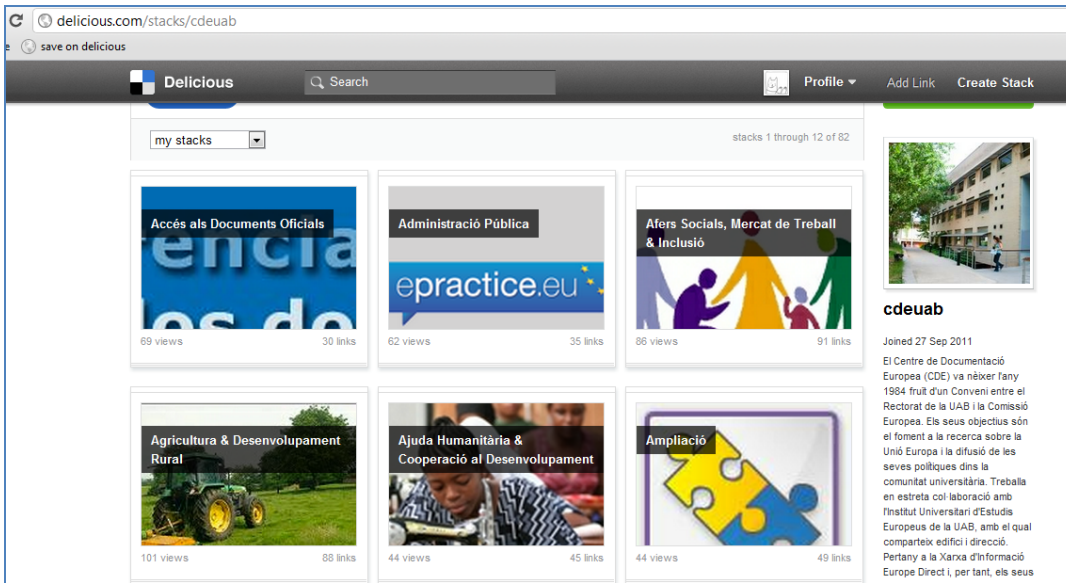 delicious.com/stacks/cdeuab
e save on delicious
Delicious Search Profile Add Link Create Stack
my stacks stacks 1 through 12 of 82
Accés als Documents Oficials
encia
os do
69 views 30 links
Administració Pública
epractice.eu
62 views 35 links
Afers Socials, Mercat de Treball
& Inclusió
86 views 91 links
Agricultura & Desenvolupament
Rural
101 views 88 links
Ajuda Humanitària &
Cooperació al Desenvolupament
44 views 45 links
Ampliació
44 views 49 links
cdeuab
Joined 27 Sep 2011
El Centre de Documentació
Europea (CDE) va nèixer l'any
1984 fruit d'un Conveni entre el
Rectorat de la UAB i la Comissió
Europea. Els seus objectius són
el foment a la recerca sobre la
Unió Europa i la difusió de les
seves polítiques dins la
comunitat universitària. Treballa
en estreta col·laboració amb
l'Institut Universitari d'Estudis
Europeus de la UAB, amb el qual
comparteix edifici i direcció.
Pertany a la Xarxa d'Informació
Europe Direct i, per tant, els seus